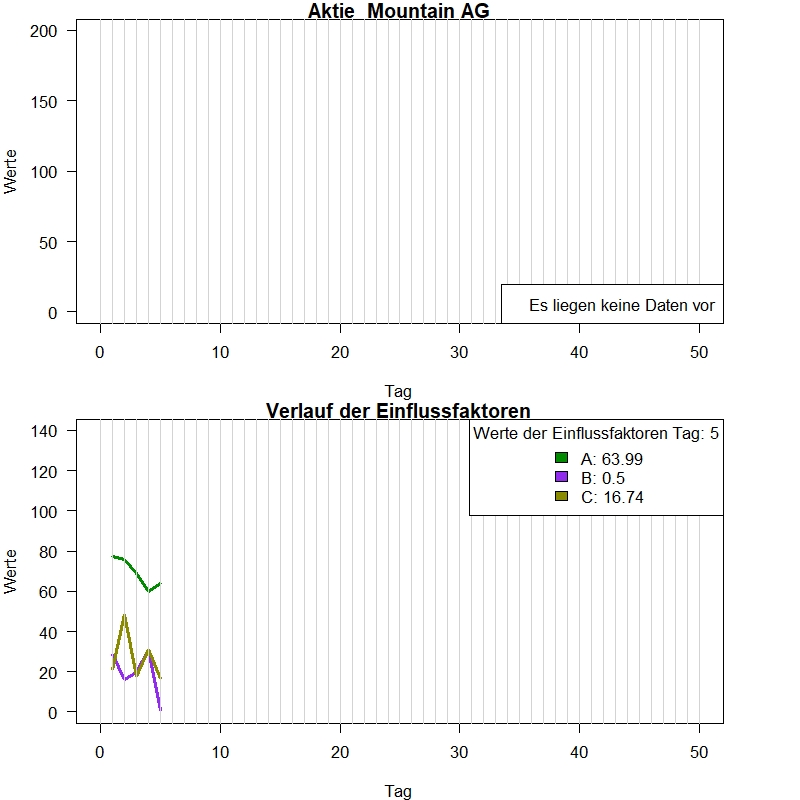 Aktie  Mountain AG
Werte
200
150
100
50
0
Es liegen keine Daten vor
0 10 20 30 40 50
Tag
Verlauf der Einflussfaktoren
Werte
140
120
100
80
60
40
20
0
Werte der Einflussfaktoren Tag: 5
A: 63.99
B: 0.5
C: 16.74
0 10 20 30 40 50
Tag